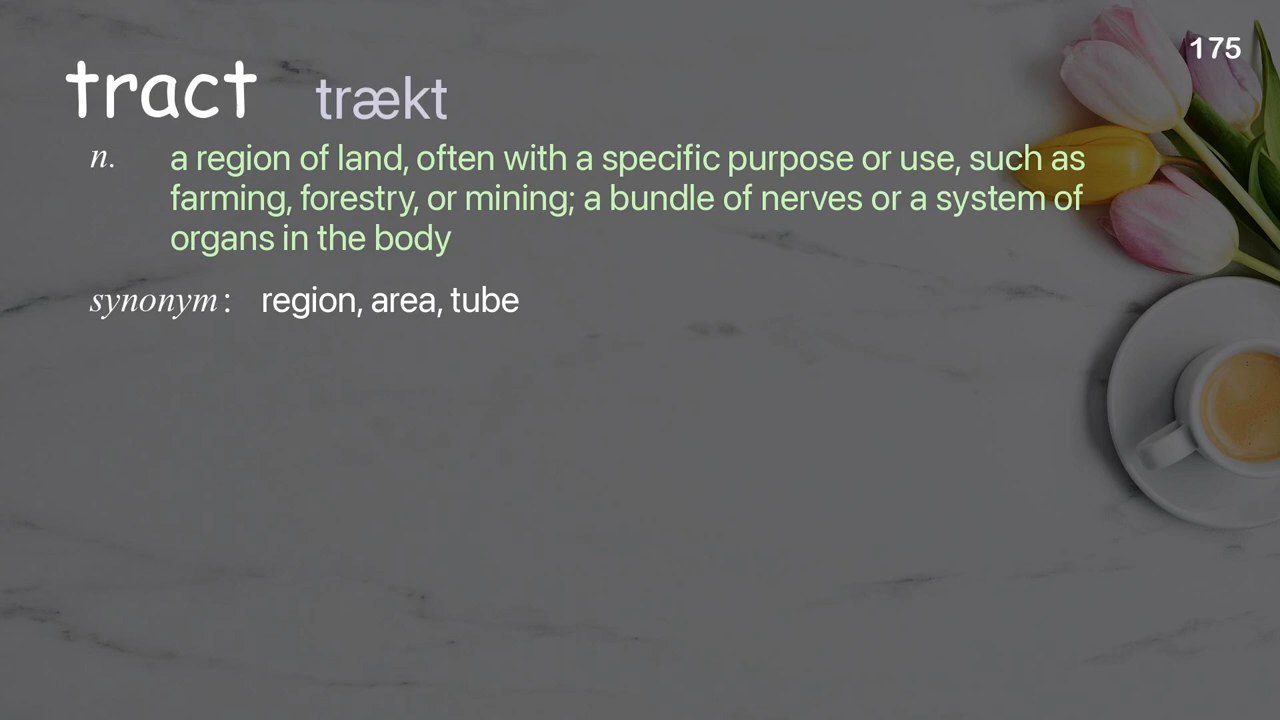 175
tract trækt
n. a region of land, often with a specific purpose or use, such as
farming, forestry, or mining; a bundle of nerves or a system of
organs in the body
synonym : region, area, tube